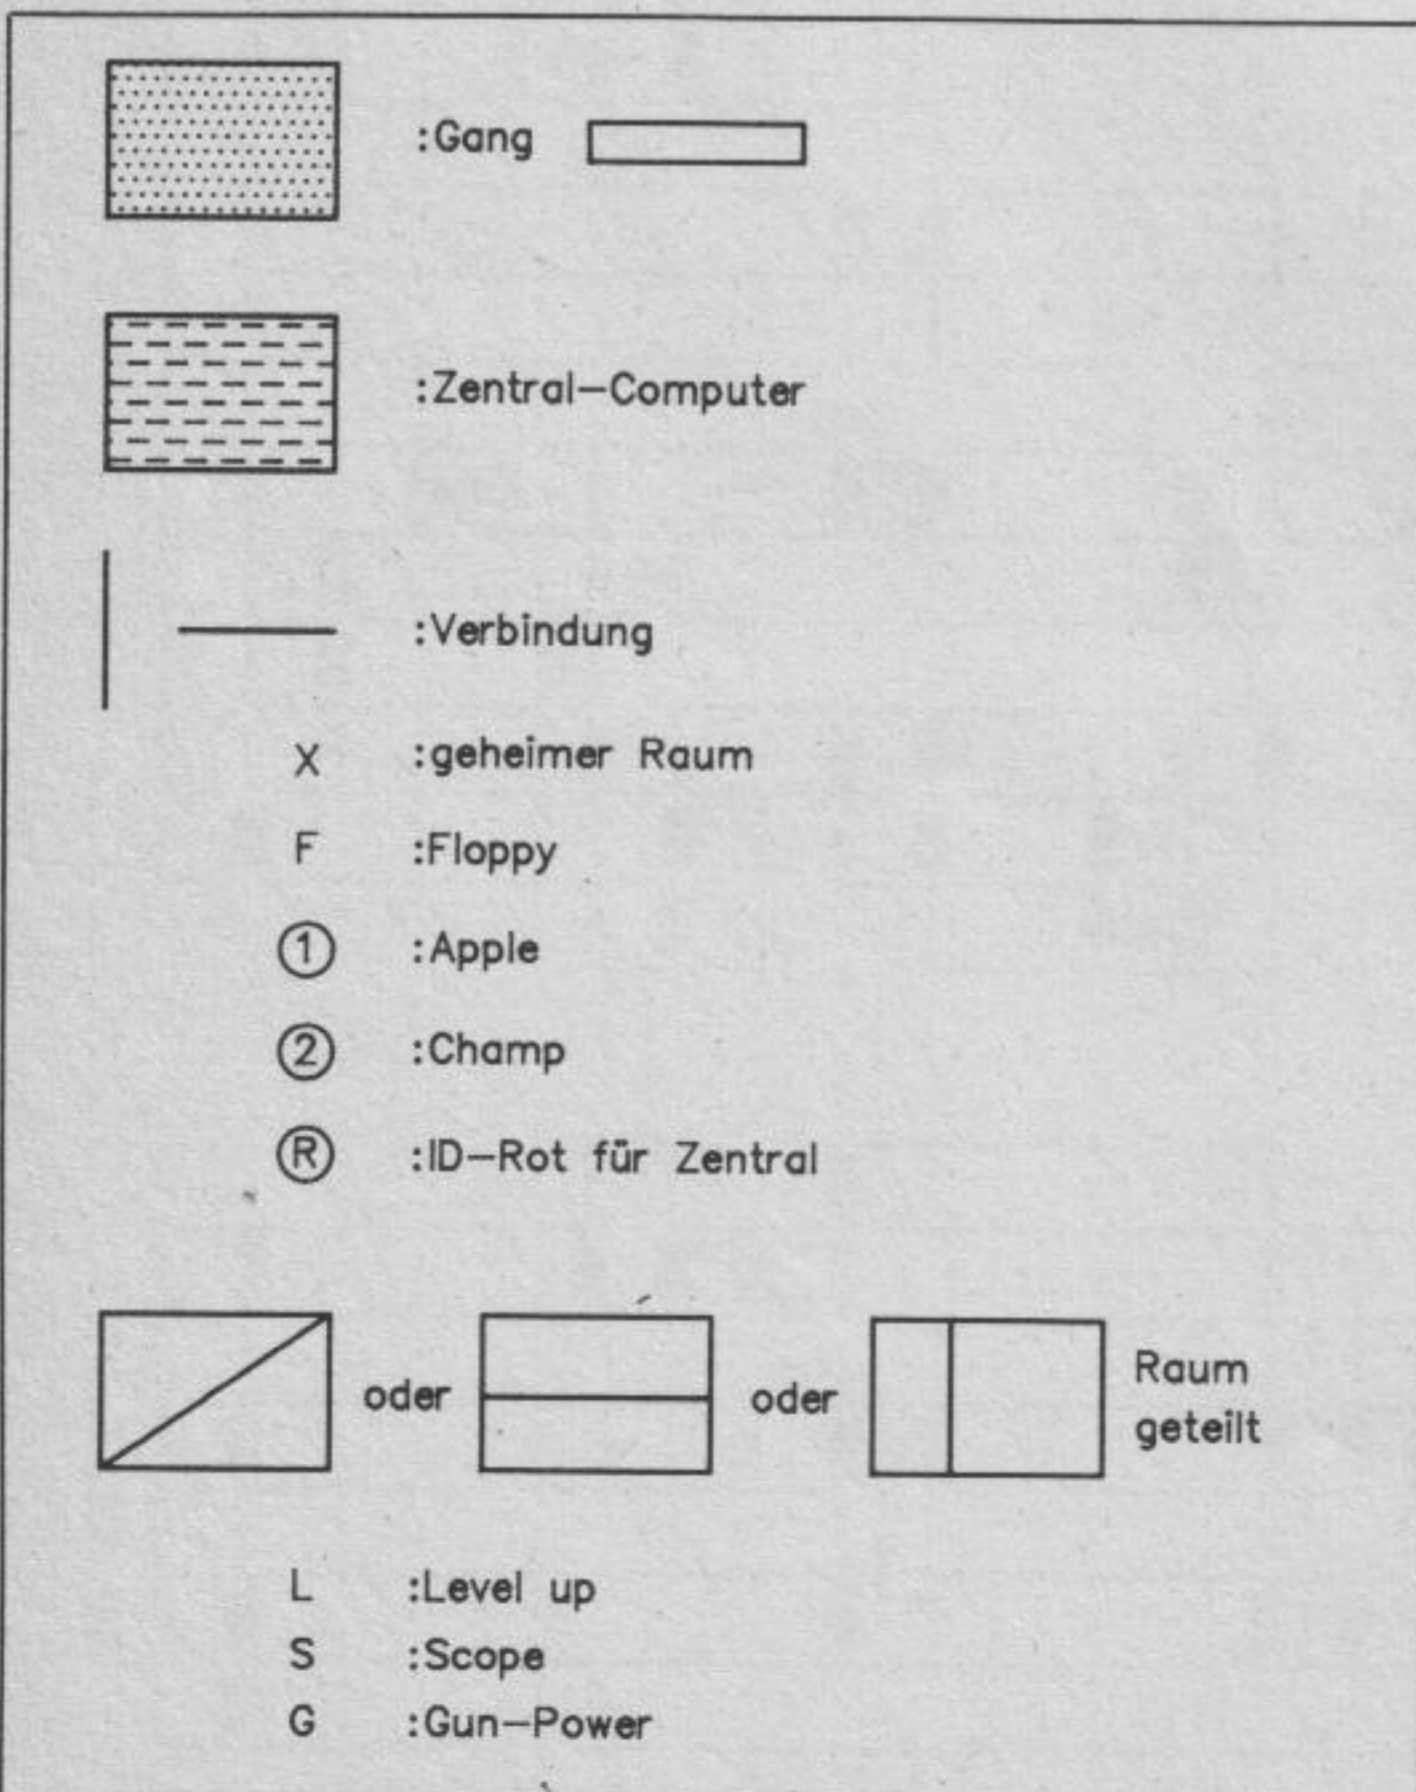 :Gang
:Zentral-Computer
:Verbindung
X :geheimer Raum
F :Floppy
1 :Apple
2 :Champ
R :ID-Rot für Zentral
oder oder Raum
geteilt
L :Level up
S :Scope
G :Gun-Power